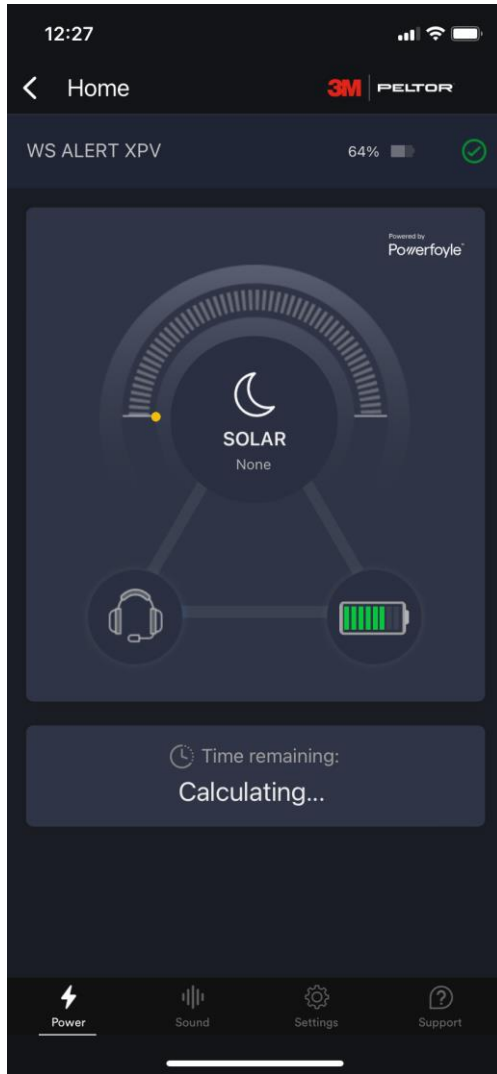 12:27
Home
3M PELTOR
WS ALERT XPV
64%
Powered by
Powerfoyle™
SOLAR
None
Time remaining:
Calculating...
Power
Sound
Settings
Support